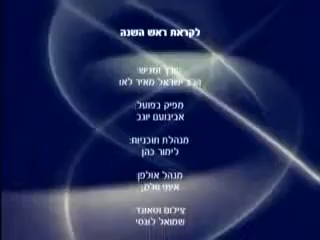 לקראת ראש השנה
עורך ומגיש:
הרב ישראל מאיר לאו
מפיק בפועל:
אבינועם יוגב
מנהלת תוכניות:
לימור כהן
מנהל אולפן:
צילום וסאונד
שמואל לונסי